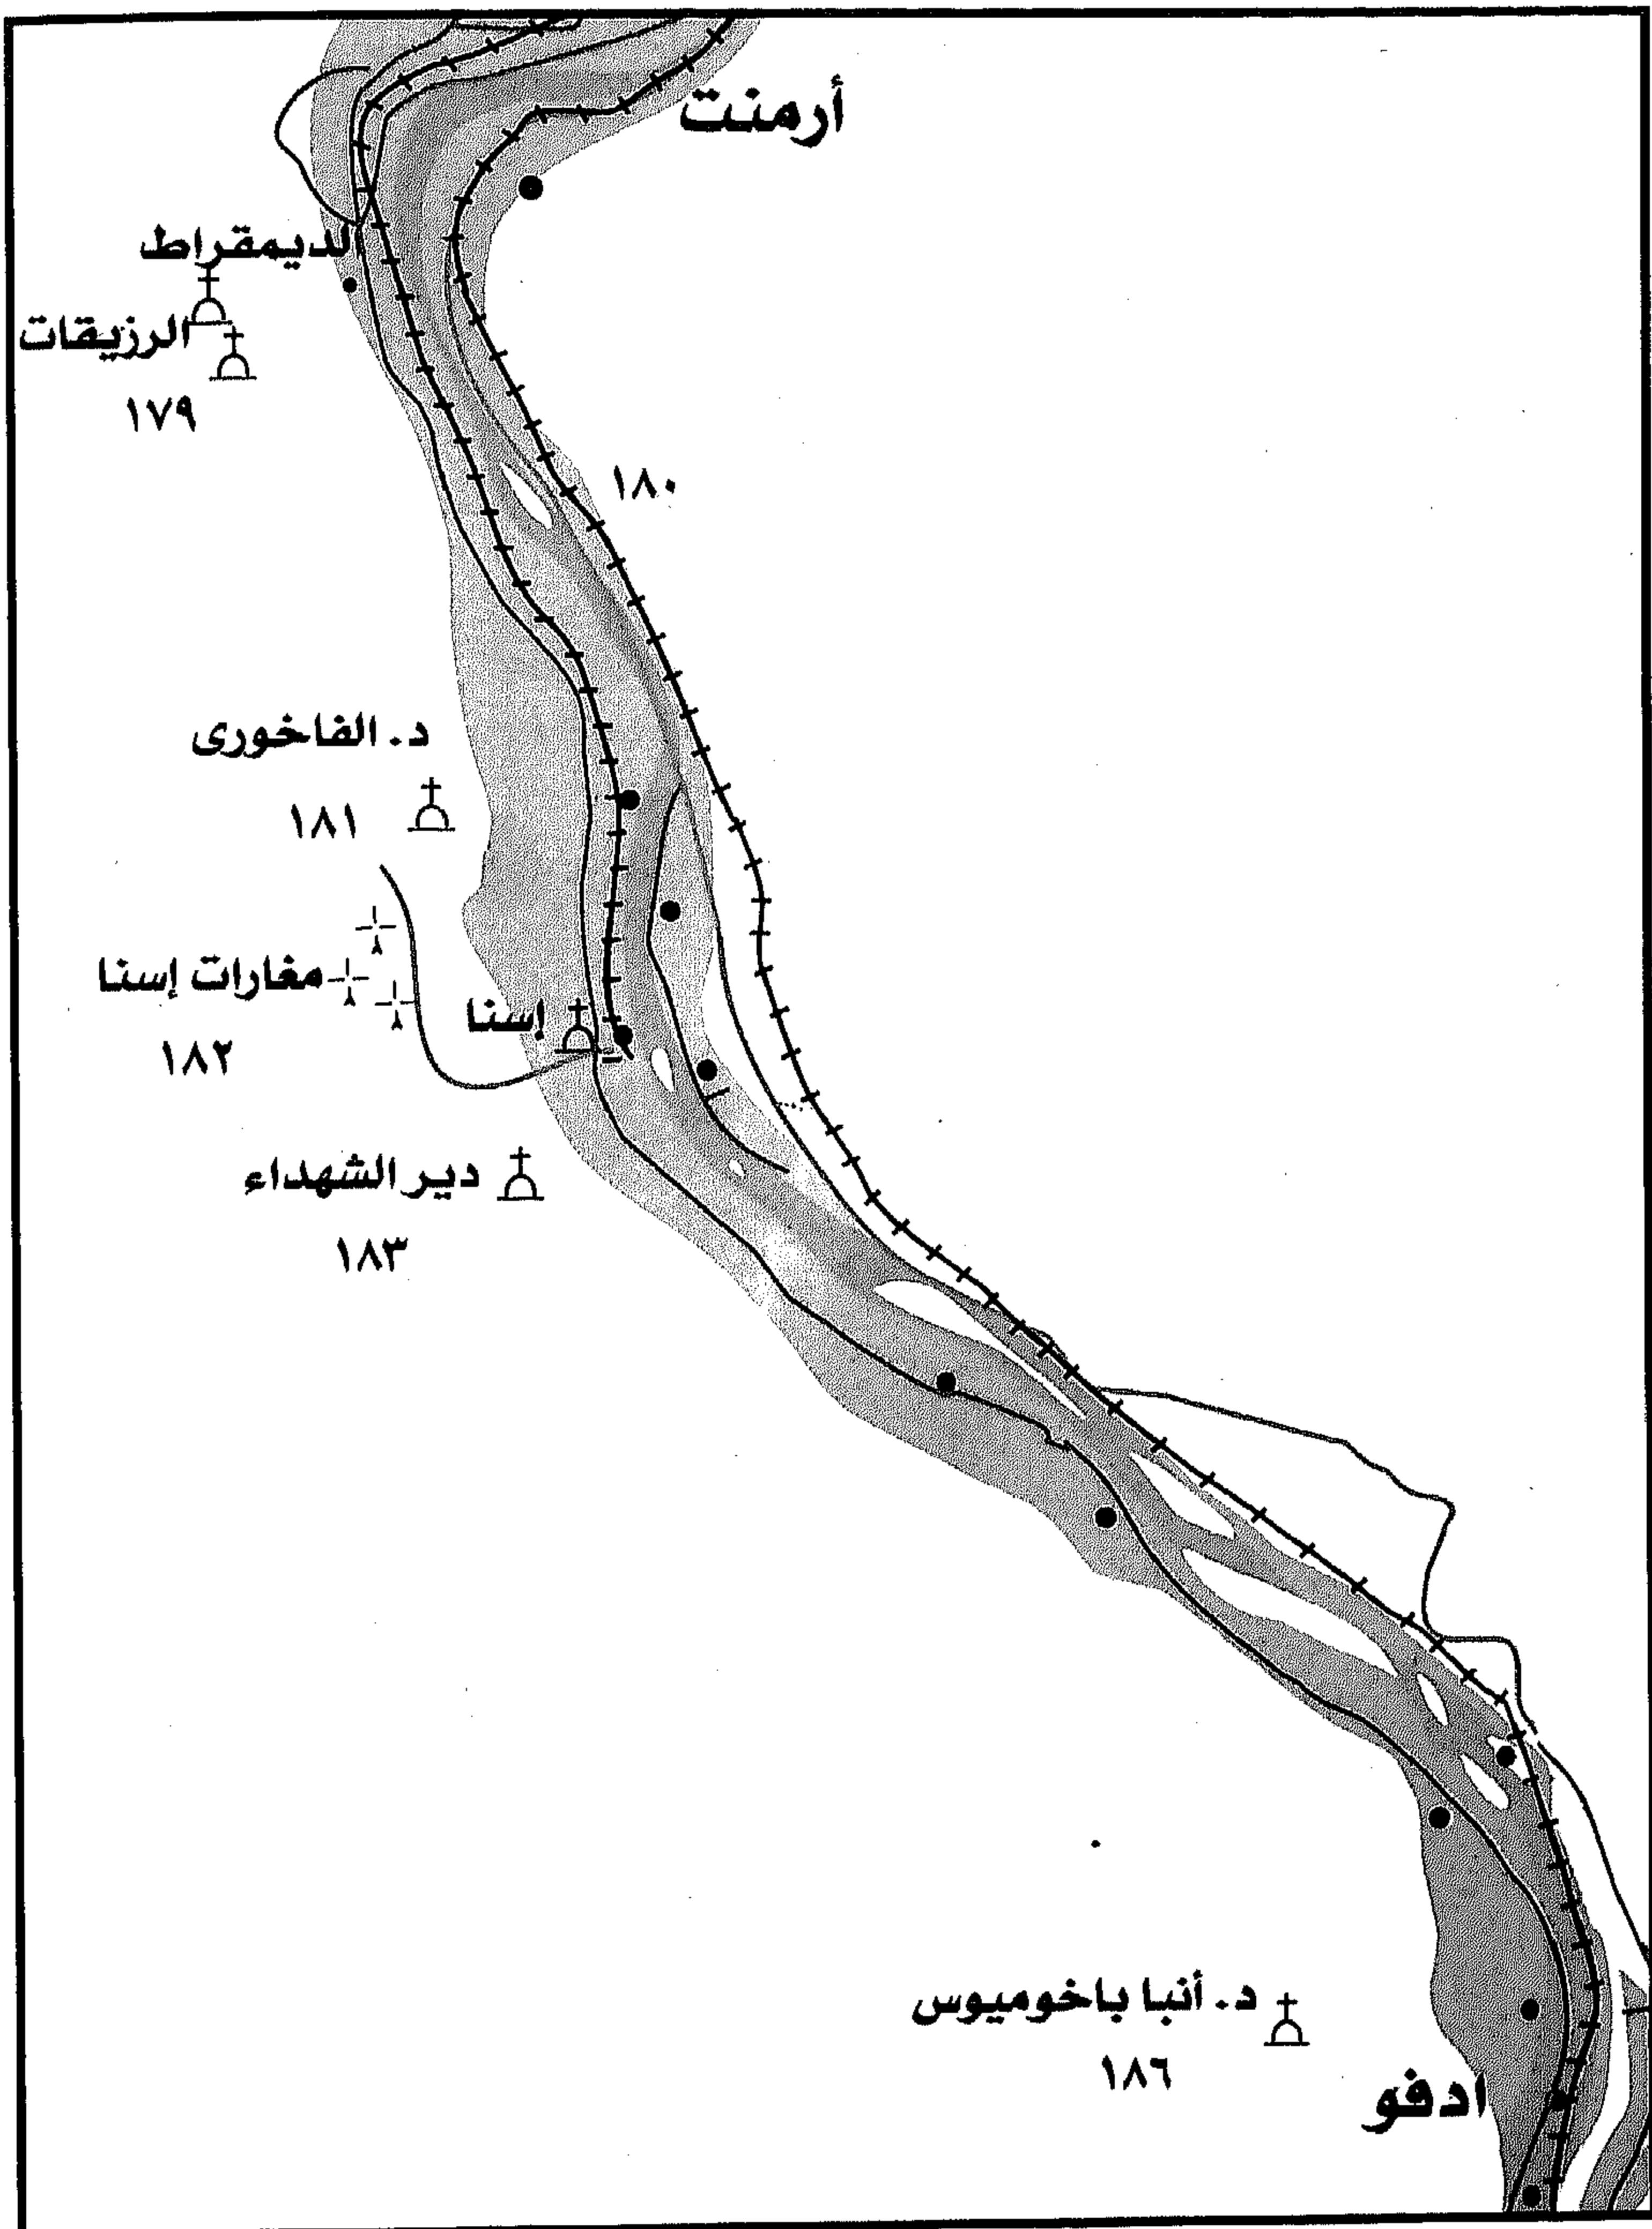 أرمنت
الديمقراط
الرزيقات
١٧٩
١٨٠
د. الفاخورى
١٨١
مغارات إسنا
١٨٢
إسنا
دير الشهداء
١٨٣
د. أنبا باخوميوس
١٨٦
ادفو